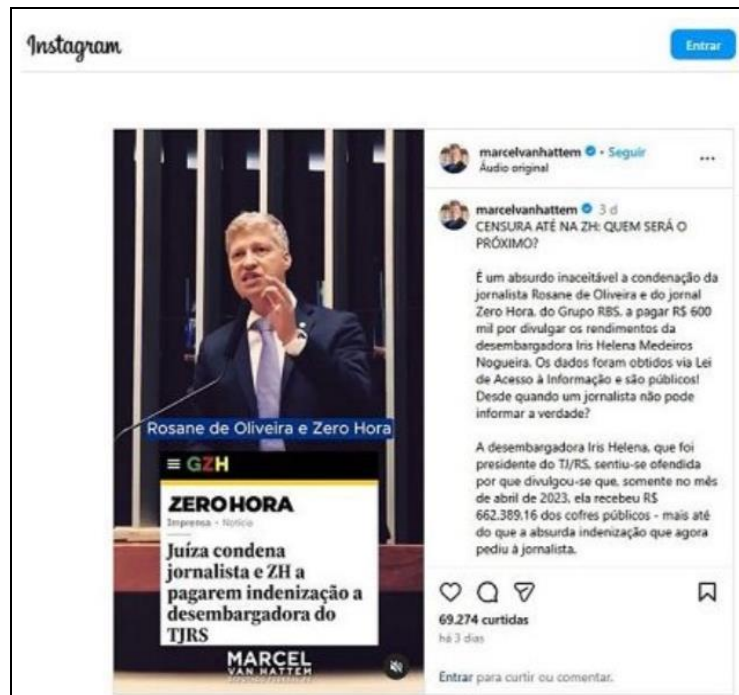 Instagram
Entrar
marcelvanhattem • Seguir
Áudio original
marcelvanhattem 3 d
CENSURA ATÉ NA ZH: QUEM SERÁ O
PRÓXIMO?
É um absurdo inaceitável a condenação da
jornalista Rosane de Oliveira e do jornal
Zero Hora, do Grupo RBS, a pagar R$ 600
mil por divulgar os rendimentos da
desembargadora Iris Helena Medeiros
Nogueira. Os dados foram obtidos via Lei
de Acesso à Informação e são públicos!
Desde quando um jornalista não pode
informar a verdade?
A desembargadora Iris Helena, que foi
presidente do TJ/RS, sentiu-se ofendida
por que divulgou-se que, somente no mês
de abril de 2023, ela recebeu R$
662.389,16 dos cofres públicos - mais até
do que a absurda indenização que agora
pediu à jornalista.
Rosane de Oliveira e Zero Hora
GZH
ZERO HORA
Imprensa • Notícia
Juíza condena
jornalista e ZH a
pagarem indenização a
desembargadora do
TJRS
MARCEL
VAN HATTEM
69.274 curtidas
há 3 dias
Entrar para curtir ou comentar.